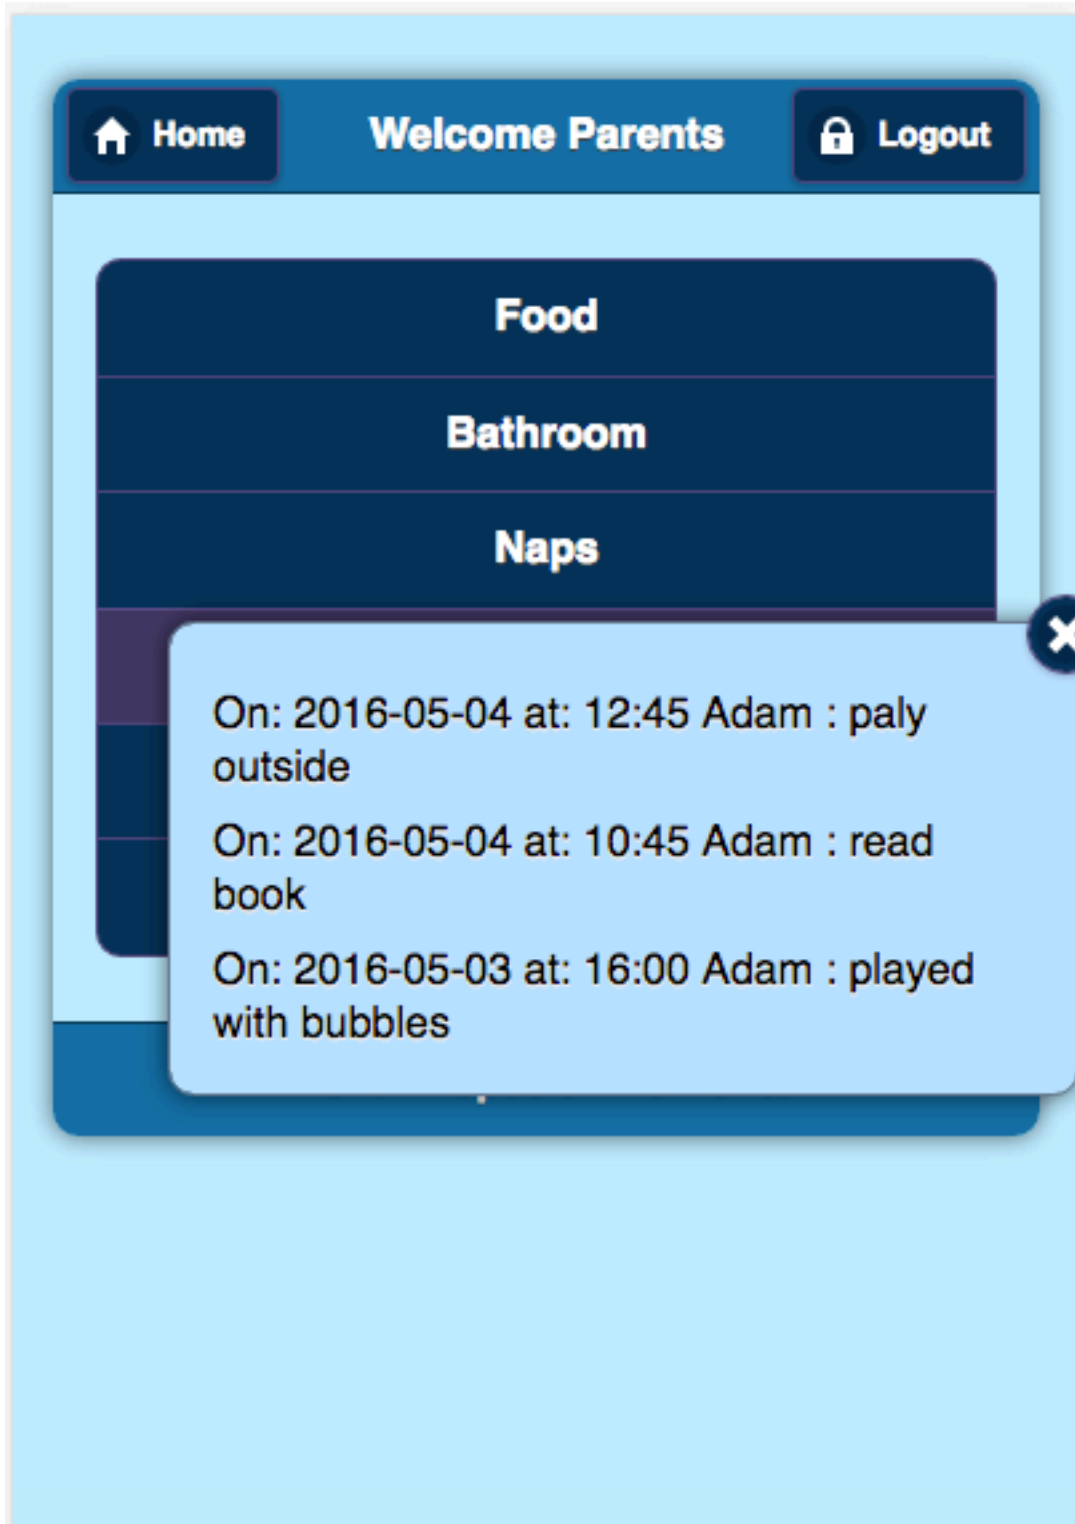 Home
Welcome Parents
Logout
Food
Bathroom
Naps
On: 2016-05-04 at: 12:45 Adam : paly
outside
On: 2016-05-04 at: 10:45 Adam : read
book
On: 2016-05-03 at: 16:00 Adam : played
with bubbles